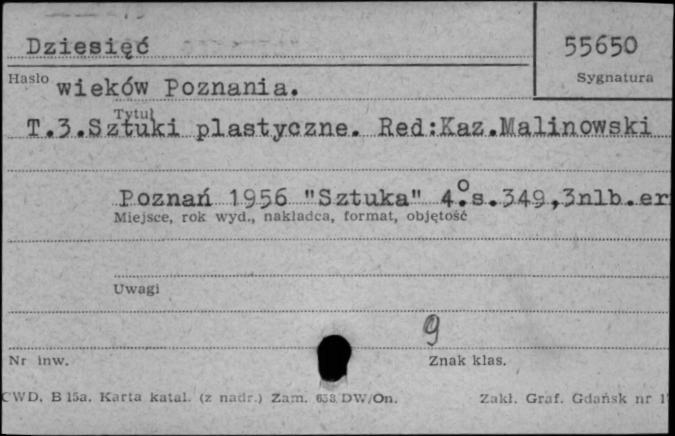 Dziesięć
55650
Hasło
Sygnatura
wieków Poznania.
Tytuł
T.3.Sztuki plastyczne. Red:Kaz.Malinowski
Poznań 1956 "Sztuka" 4.° s.349,3nlb.er
Miejsce, rok wyd., nakładca, format, objętość
Uwagi
9
Nr inw.
Znak klas.
CWD, B 15a. Karta katal. (z nadr.) Zam. 658 DW/On.
Zakł. Graf. Gdańsk nr 1